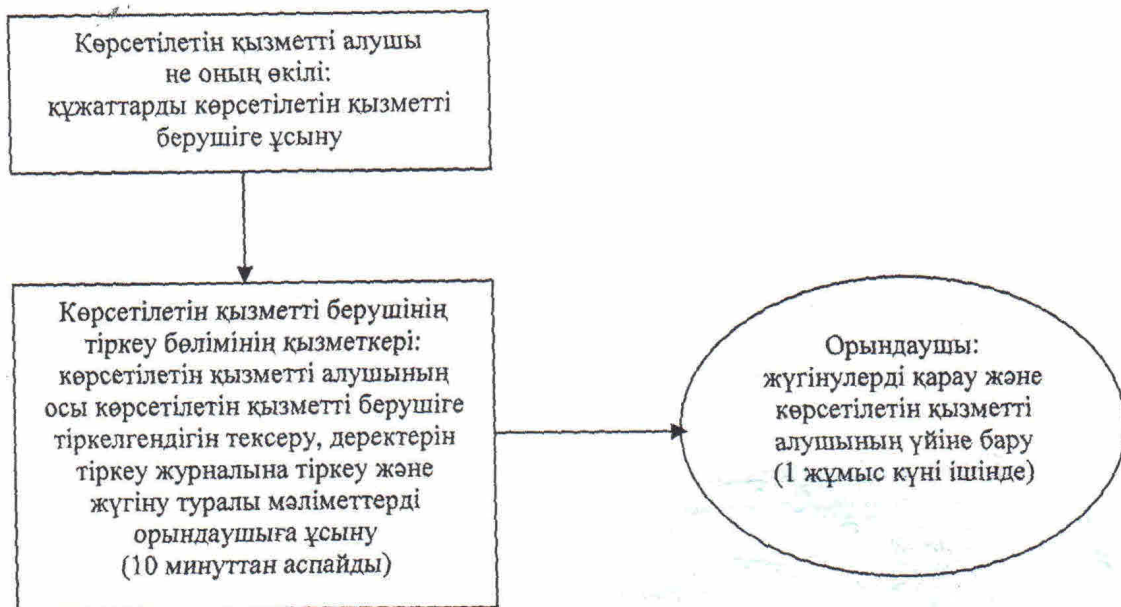 Көрсетілетін қызметті алушы
не оның өкілі:
құжаттарды көрсетілетін қызметті
берушіге ұсыну
Көрсетілетін қызметті берушінің
тіркеу бөлімінің қызметкері:
көрсетілетін қызметті алушының
осы көрсетілетін қызметті берушіге
тіркелгендігін тексеру, деректерін
тіркеу журналына тіркеу және
жүгіну туралы мәліметтерді
орындаушыға ұсыну
(10 минуттан аспайды)
Орындаушы:
жүгінулерді қарау және
көрсетілетін қызметті
алушының үйіне бару
(1 жұмыс күні ішінде)